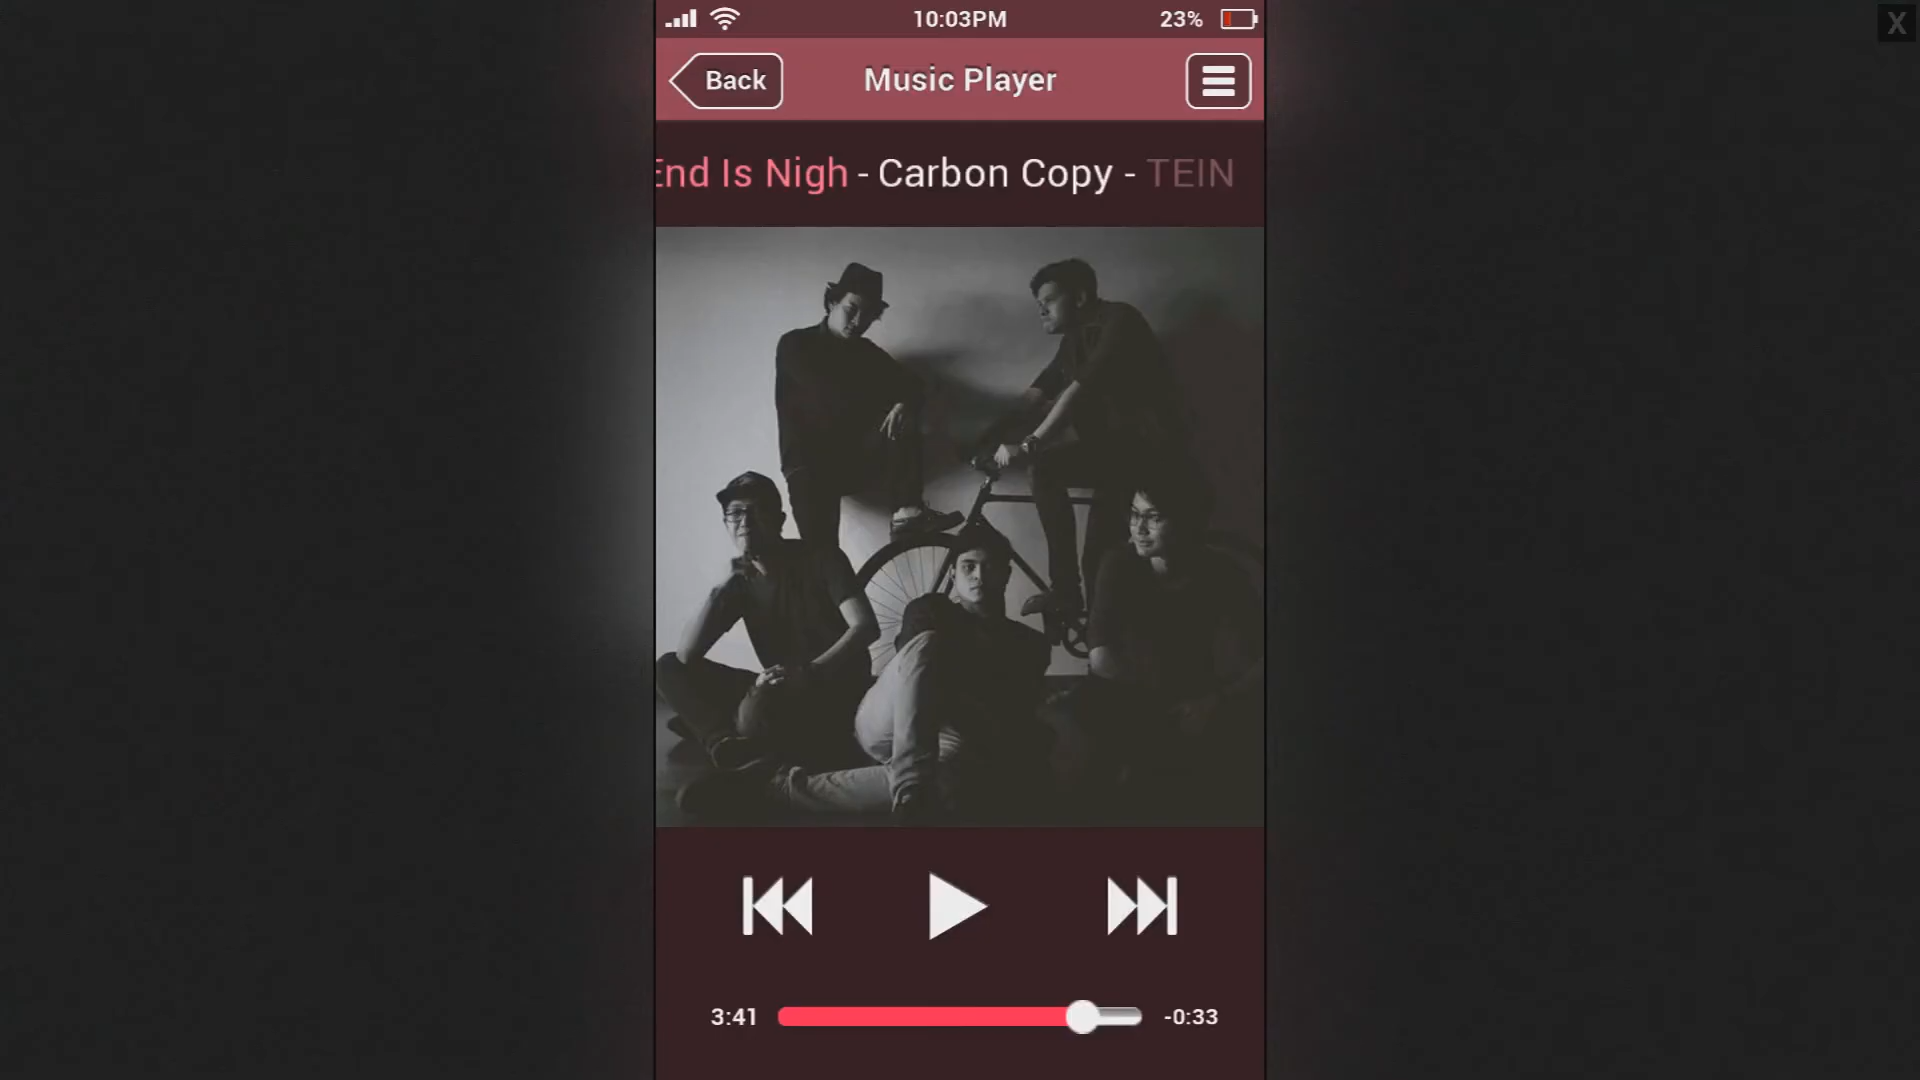 10:03PM 23%
X
Back Music Player
End Is Nigh - Carbon Copy - TEIN
3:41 -0:33